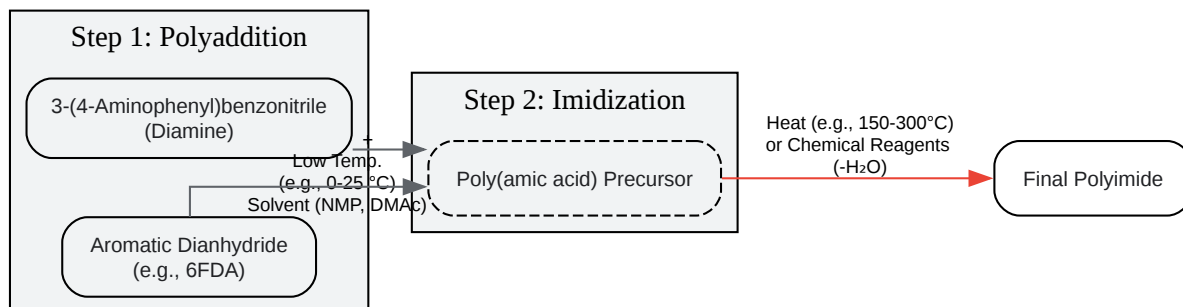 Step 1: Polyaddition
3-(4-Aminophenyl)benzonitrile
(Diamine)
+
Low Temp.
(e.g., 0-25 °C)
Solvent (NMP, DMAc)
Aromatic Dianhydride
(e.g., 6FDA)
Step 2: Imidization
Poly(amic acid) Precursor
Heat (e.g., 150-300°C)
or Chemical Reagents
(-H₂O)
Final Polyimide